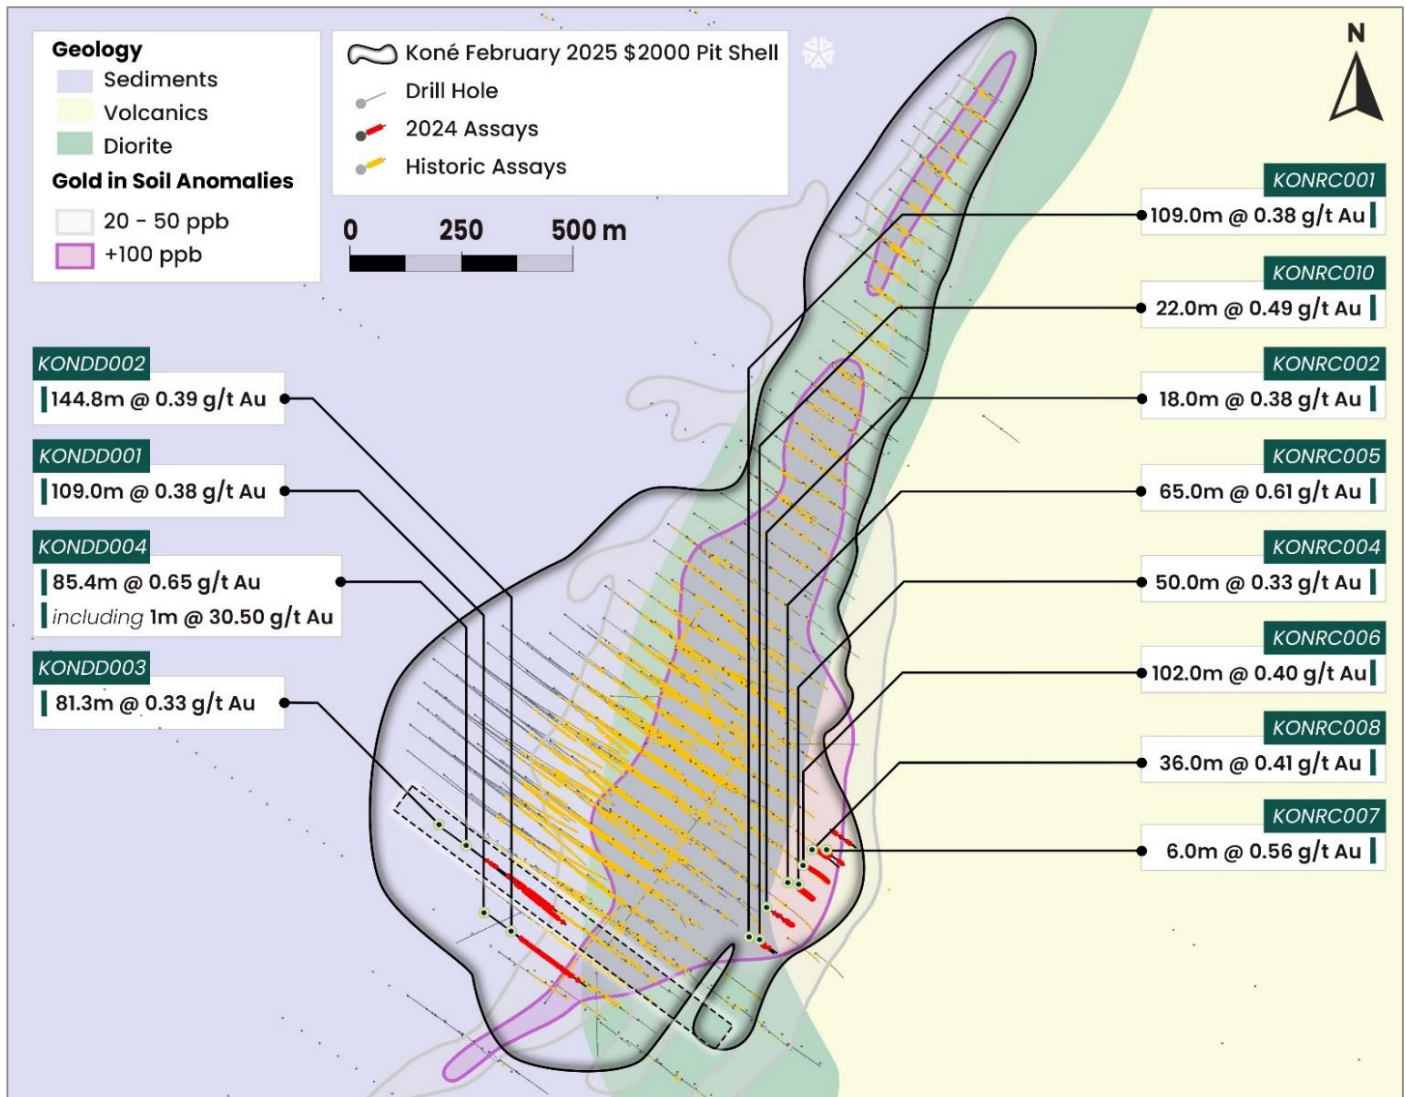 Geology
Sediments
Volcanics
Diorite
Gold in Soil Anomalies
20 - 50 ppb
+100 ppb
Koné February 2025 $2000 Pit Shell
Drill Hole
2024 Assays
Historic Assays
0 250 500 m
N
KONDD002
144.8m @ 0.39 g/t Au
KONDD001
109.0m @ 0.38 g/t Au
KONDD004
85.4m @ 0.65 g/t Au
including 1m @ 30.50 g/t Au
KONDD003
81.3m @ 0.33 g/t Au
KONRC001
109.0m @ 0.38 g/t Au
KONRC010
22.0m @ 0.49 g/t Au
KONRC002
18.0m @ 0.38 g/t Au
KONRC005
65.0m @ 0.61 g/t Au
KONRC004
50.0m @ 0.33 g/t Au
KONRC006
102.0m @ 0.40 g/t Au
KONRC008
36.0m @ 0.41 g/t Au
KONRC007
6.0m @ 0.56 g/t Au